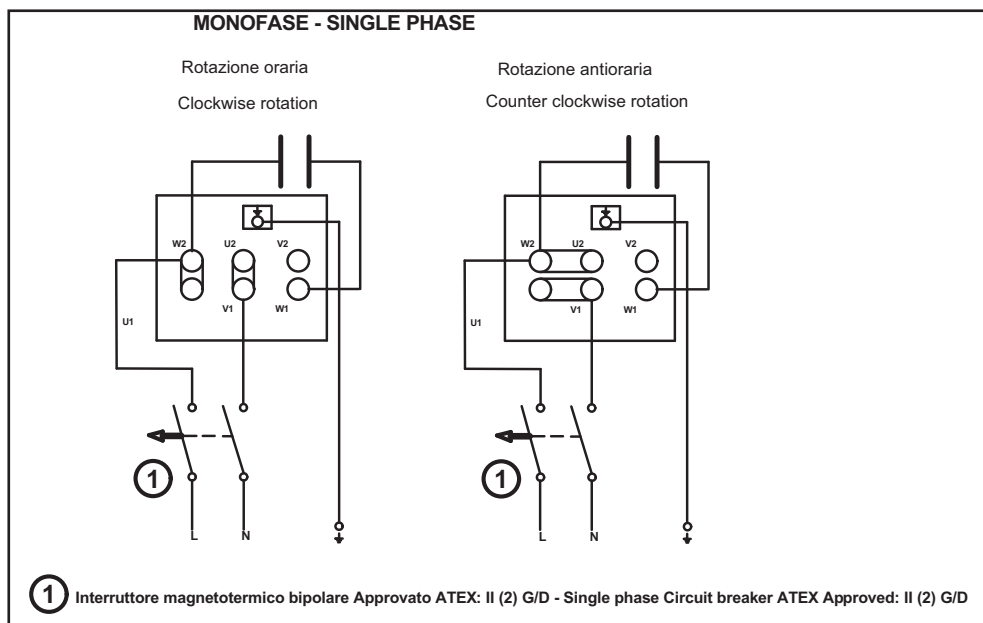 MONOFASE - SINGLE PHASE
Rotazione oraria
Clockwise rotation
Rotazione antioraria
Counter clockwise rotation
W2 U2 V2
U1 V1 W1
1
L N
W2 U2 V2
U1 V1 W1
1
L N
1 Interruttore magnetotermico bipolare Approvato ATEX: II (2) G/D - Single phase Circuit breaker ATEX Approved: II (2) G/D